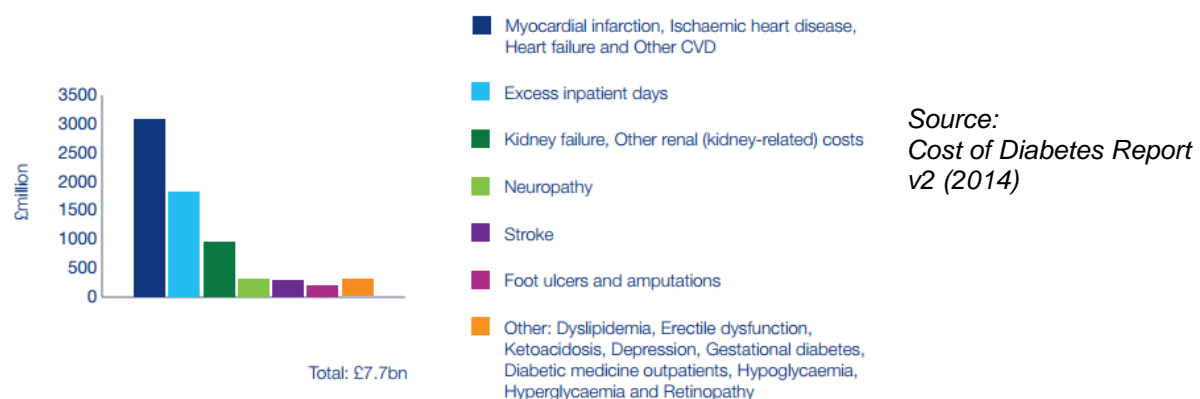 £million
3500
3000
2500
2000
1500
1000
500
0
Total: £7.7bn
Myocardial infarction, Ischaemic heart disease,
Heart failure and Other CVD
Excess inpatient days
Kidney failure, Other renal (kidney-related) costs
Neuropathy
Stroke
Foot ulcers and amputations
Other: Dyslipidemia, Erectile dysfunction,
Ketoacidosis, Depression, Gestational diabetes,
Diabetic medicine outpatients, Hypoglycaemia,
Hyperglycaemia and Retinopathy
Source:
Cost of Diabetes Report
v2 (2014)